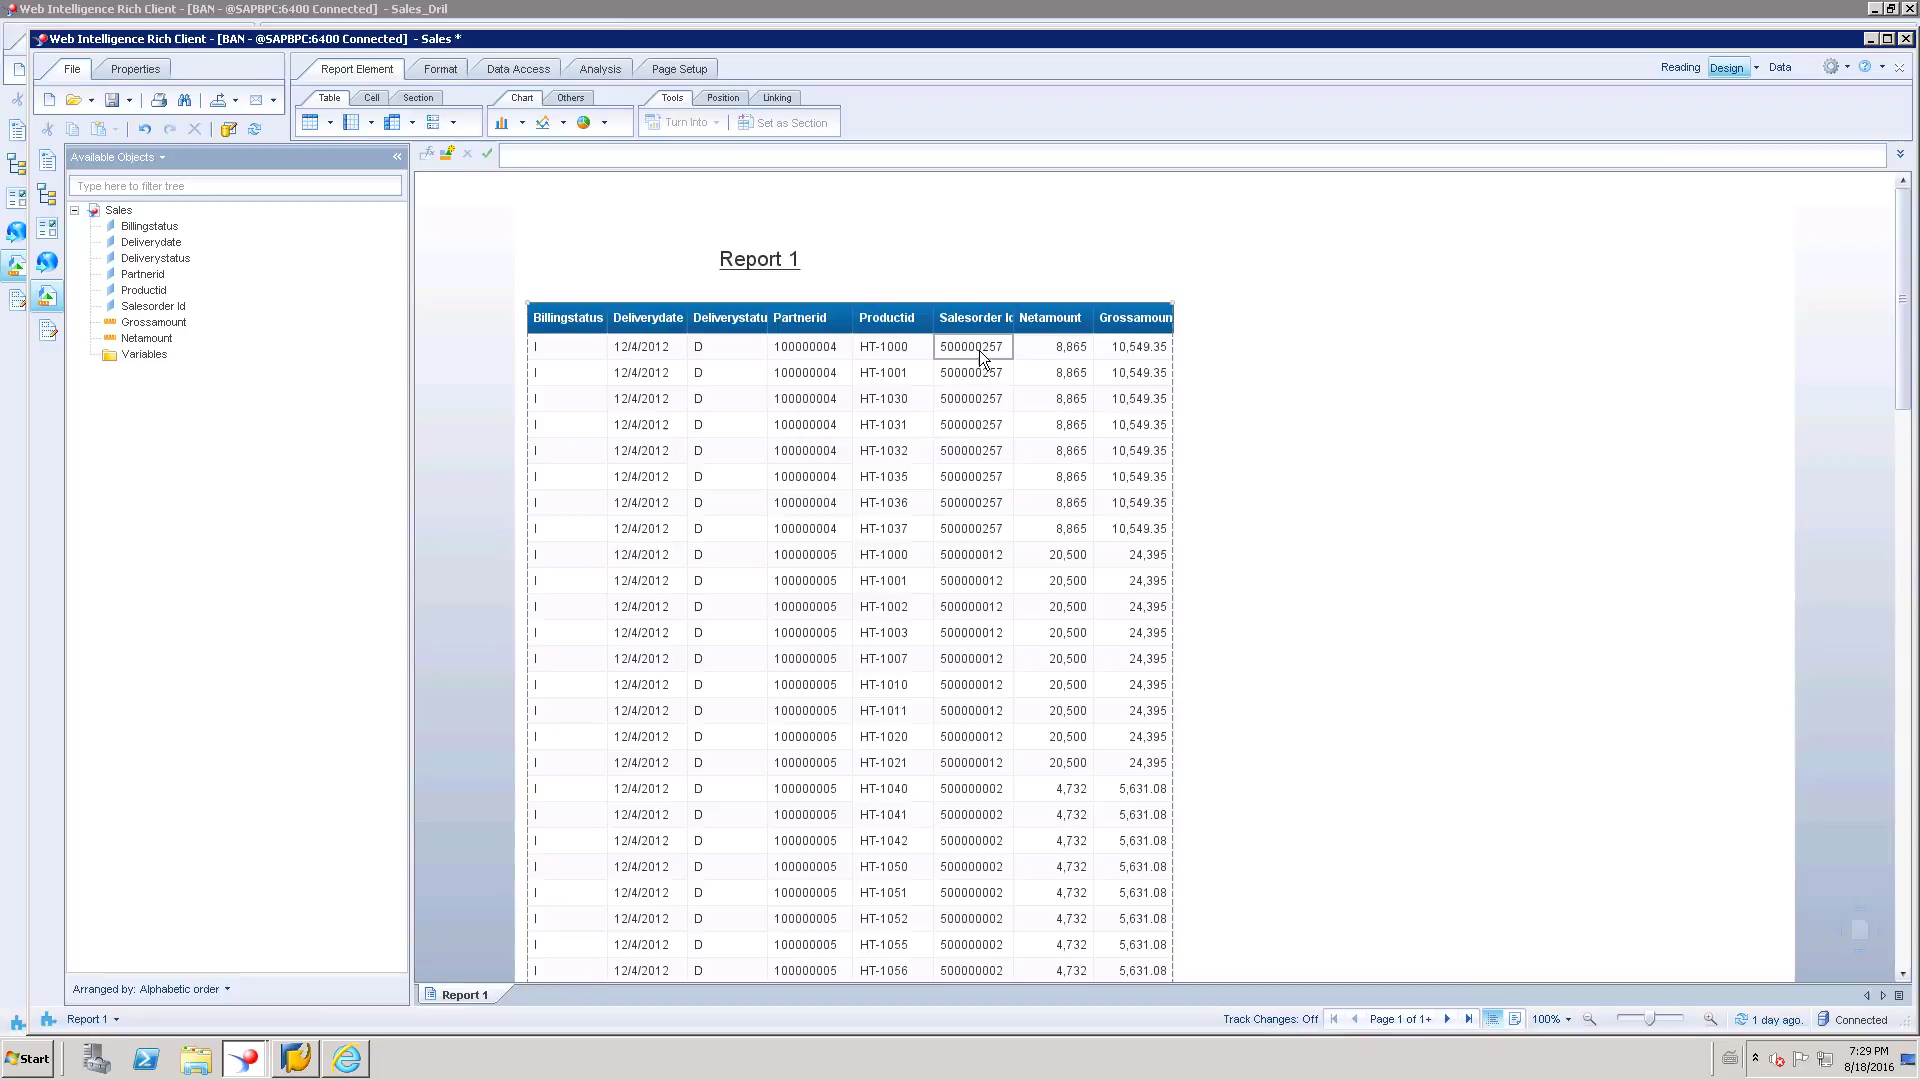 Web Intelligence Rich Client - [BAN - @SAPBPC:6400 Connected] - Sales_Dril
Web Intelligence Rich Client - [BAN - @SAPBPC:6400 Connected] - Sales *
File Properties Report Element Format Data Access Analysis Page Setup Reading Design Data
Table Cell Section Chart Others Tools Position Linking
Turn Into Set as Section
Available Objects
Type here to filter tree
Sales
Billingstatus
Deliverydate
Deliverystatus
Partnerid
Productid
Salesorder Id
Grossamount
Netamount
Variables
Arranged by: Alphabetic order
Report 1
Billingstatus Deliverydate Deliverystatu Partnerid Productid Salesorder Id Netamount Grossamoun
I 12/4/2012 D 100000004 HT-1000 500000257 8,865 10,549.35
I 12/4/2012 D 100000004 HT-1001 500000257 8,865 10,549.35
I 12/4/2012 D 100000004 HT-1030 500000257 8,865 10,549.35
I 12/4/2012 D 100000004 HT-1031 500000257 8,865 10,549.35
I 12/4/2012 D 100000004 HT-1032 500000257 8,865 10,549.35
I 12/4/2012 D 100000004 HT-1035 500000257 8,865 10,549.35
I 12/4/2012 D 100000004 HT-1036 500000257 8,865 10,549.35
I 12/4/2012 D 100000004 HT-1037 500000257 8,865 10,549.35
I 12/4/2012 D 100000005 HT-1000 500000012 20,500 24,395
I 12/4/2012 D 100000005 HT-1001 500000012 20,500 24,395
I 12/4/2012 D 100000005 HT-1002 500000012 20,500 24,395
I 12/4/2012 D 100000005 HT-1003 500000012 20,500 24,395
I 12/4/2012 D 100000005 HT-1007 500000012 20,500 24,395
I 12/4/2012 D 100000005 HT-1010 500000012 20,500 24,395
I 12/4/2012 D 100000005 HT-1011 500000012 20,500 24,395
I 12/4/2012 D 100000005 HT-1020 500000012 20,500 24,395
I 12/4/2012 D 100000005 HT-1021 500000012 20,500 24,395
I 12/4/2012 D 100000005 HT-1040 500000002 4,732 5,631.08
I 12/4/2012 D 100000005 HT-1041 500000002 4,732 5,631.08
I 12/4/2012 D 100000005 HT-1042 500000002 4,732 5,631.08
I 12/4/2012 D 100000005 HT-1050 500000002 4,732 5,631.08
I 12/4/2012 D 100000005 HT-1051 500000002 4,732 5,631.08
I 12/4/2012 D 100000005 HT-1052 500000002 4,732 5,631.08
I 12/4/2012 D 100000005 HT-1055 500000002 4,732 5,631.08
I 12/4/2012 D 100000005 HT-1056 500000002 4,732 5,631.08
Report 1
Report 1 Track Changes: Off Page 1 of 1+ 100% 1 day ago. Connected
Start 7:29 PM
8/18/2016